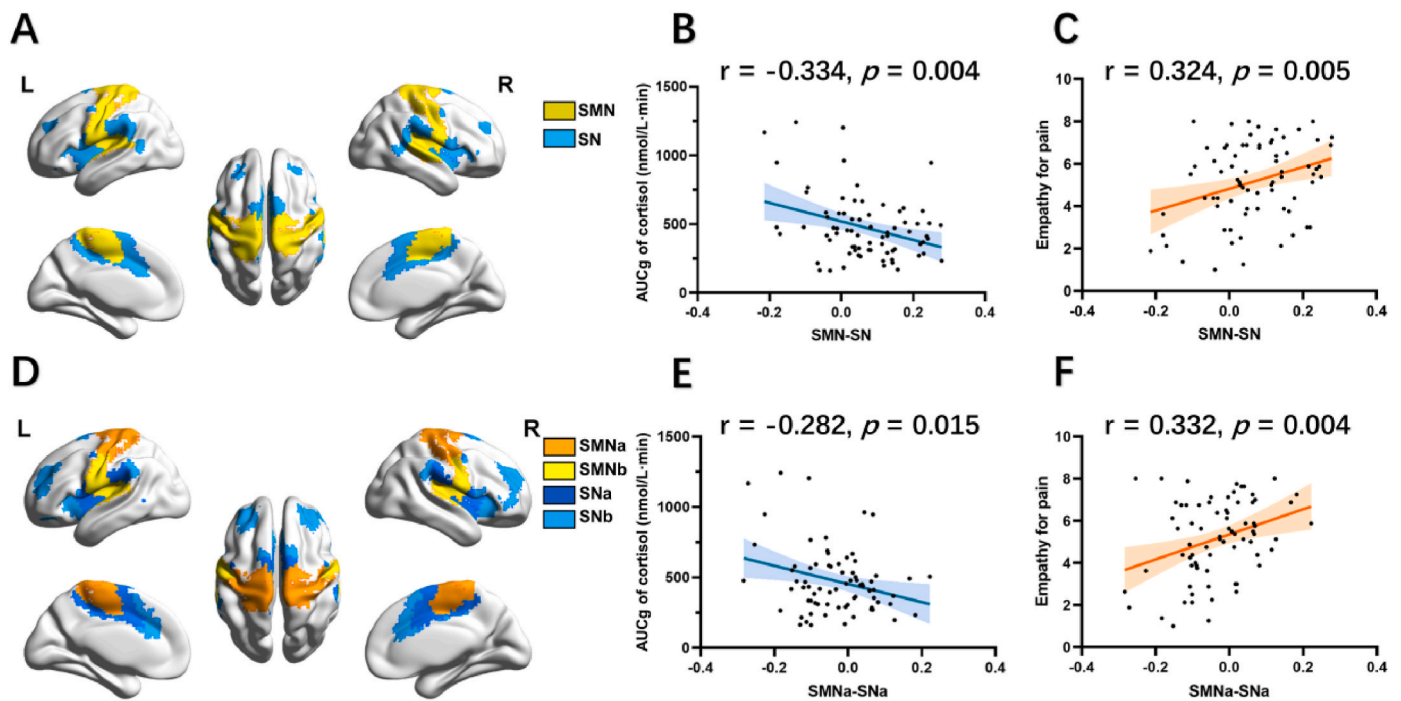 A
L
R
SMN
SN
B
r = -0.334, p = 0.004
AUCg of cortisol (nmol/L·min)
1500
1000
500
0
-0.4
-0.2
0.0
0.2
0.4
SMN-SN
C
r = 0.324, p = 0.005
Empathy for pain
10
8
6
4
2
0
-0.4
-0.2
0.0
0.2
0.4
SMN-SN
D
L
R
SMNa
SMNb
SNa
SNb
E
r = -0.282, p = 0.015
AUCg of cortisol (nmol/L·min)
1500
1000
500
0
-0.4
-0.2
0.0
0.2
0.4
SMNa-SNa
F
r = 0.332, p = 0.004
Empathy for pain
10
8
6
4
2
0
-0.4
-0.2
0.0
0.2
0.4
SMNa-SNa